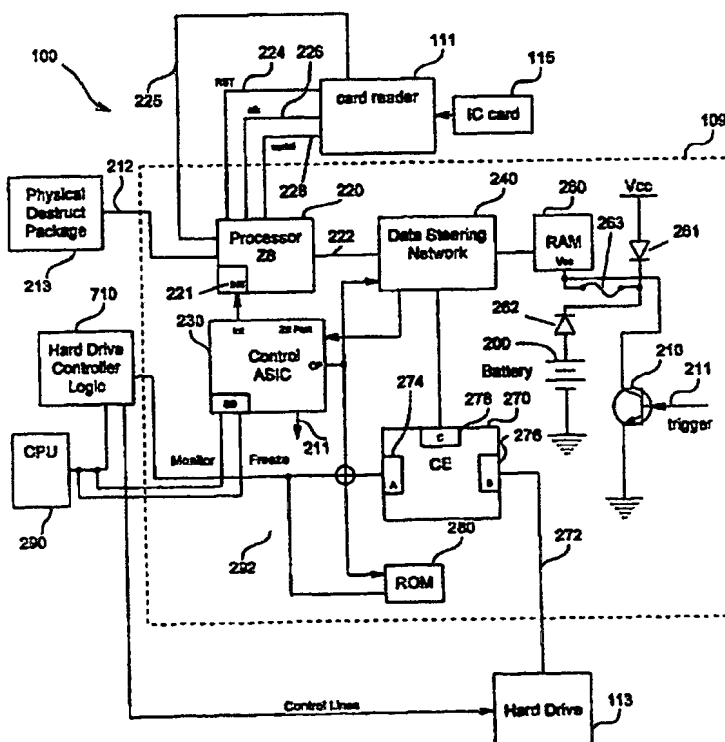 100
225
224
226
111
115
RST
clk
card reader
IC card
109
212
228
220
240
260
Vcc
Physical
Destruct
Package
213
Processor
Z8
222
Data Steering
Network
RAM
Vcc
263
261
221
710
230
Int
Z8 Port
262
200
Battery
210
211
trigger
Hard Drive
Controller
Logic
Control
ASIC
OP
274
278
270
276
211
C
CE
A
B
CPU
290
Monitor
Freeze
280
ROM
292
272
Control Lines
Hard Drive
113